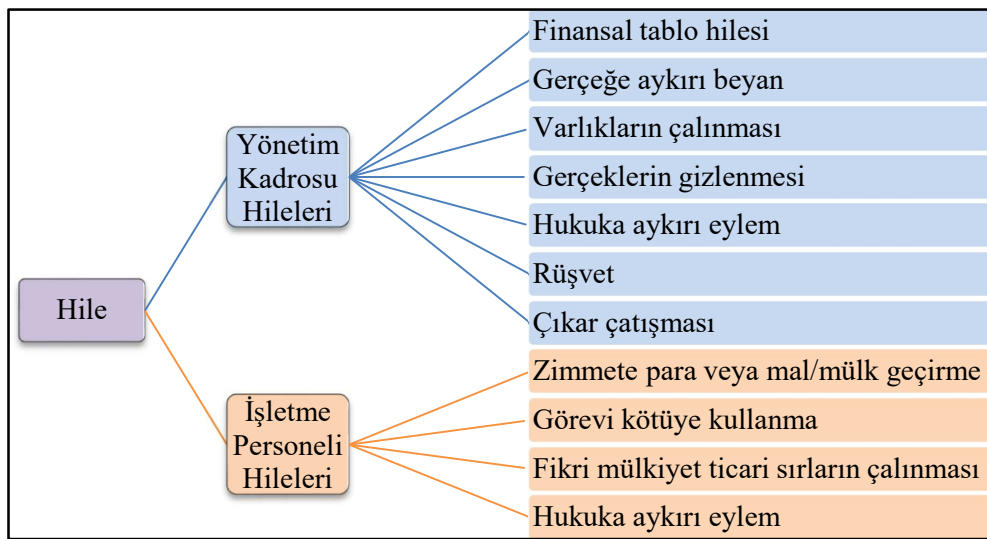 Hile
Yönetim
Kadrosu
Hileleri
Finansal tablo hilesi
Gerçeğe aykırı beyan
Varlıkların çalınması
Gerçeklerin gizlenmesi
Hukuka aykırı eylem
Rüşvet
Çıkar çatışması
İşletme
Personeli
Hileleri
Zimmete para veya mal/mülk geçirme
Görevi kötüye kullanma
Fikri mülkiyet ticari sırların çalınması
Hukuka aykırı eylem